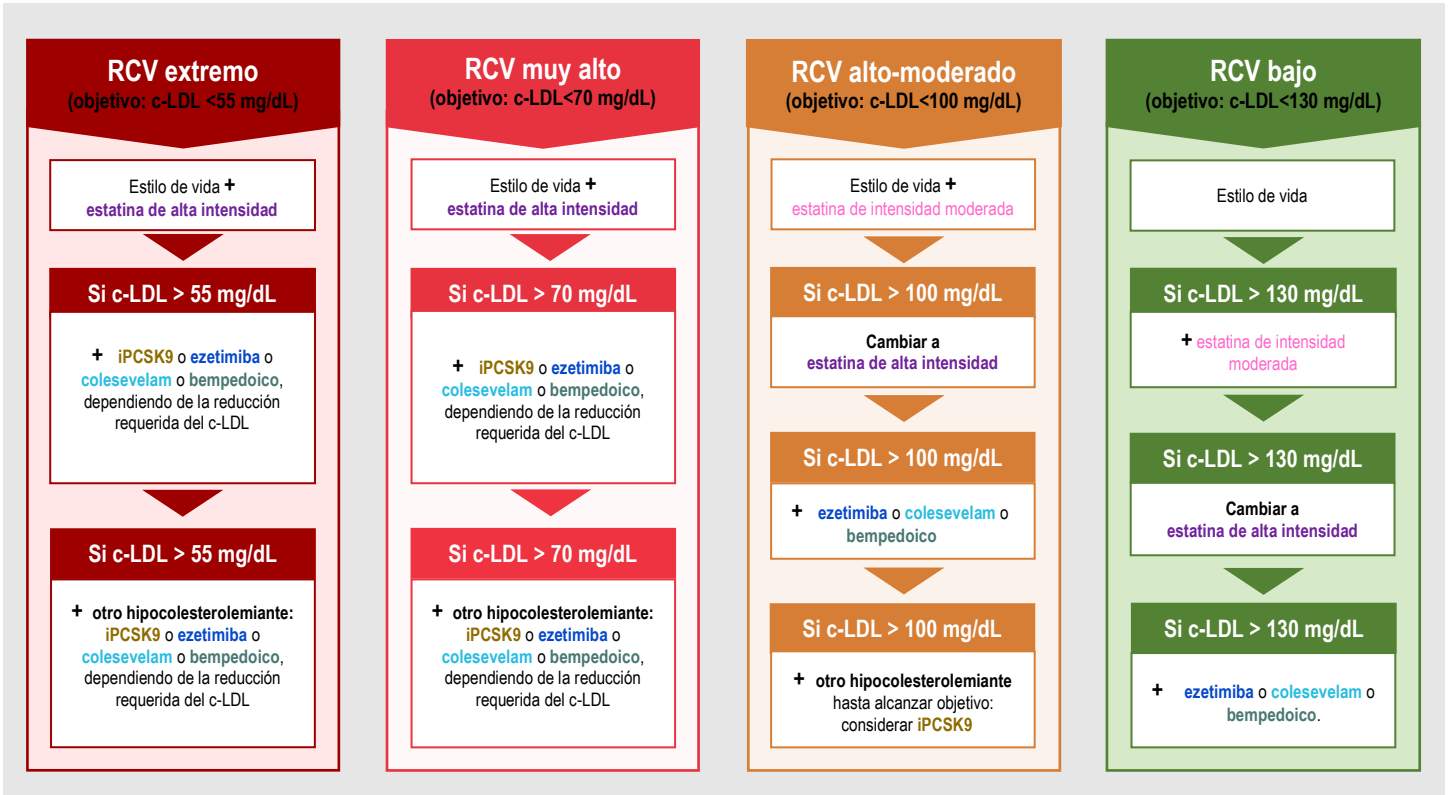 RCV extremo
(objetivo: c-LDL <55 mg/dL)
Estilo de vida +
estatina de alta intensidad
Si c-LDL > 55 mg/dL
+ iPCSK9 o ezetimiba o
colesevelam o bempedoico,
dependiendo de la reducción
requerida del c-LDL
Si c-LDL > 55 mg/dL
+ otro hipocolesterolemiante:
iPCSK9 o ezetimiba o
colesevelam o bempedoico,
dependiendo de la reducción
requerida del c-LDL
RCV muy alto
(objetivo: c-LDL<70 mg/dL)
Estilo de vida +
estatina de alta intensidad
Si c-LDL > 70 mg/dL
+ iPCSK9 o ezetimiba o
colesevelam o bempedoico,
dependiendo de la reducción
requerida del c-LDL
Si c-LDL > 70 mg/dL
+ otro hipocolesterolemiante:
iPCSK9 o ezetimiba o
colesevelam o bempedoico,
dependiendo de la reducción
requerida del c-LDL
RCV alto-moderado
(objetivo: c-LDL<100 mg/dL)
Estilo de vida +
estatina de intensidad moderada
Si c-LDL > 100 mg/dL
Cambiar a
estatina de alta intensidad
Si c-LDL > 100 mg/dL
+ ezetimiba o colesevelam o
bempedoico
Si c-LDL > 100 mg/dL
+ otro hipocolesterolemiante
hasta alcanzar objetivo:
considerar iPCSK9
RCV bajo
(objetivo: c-LDL<130 mg/dL)
Estilo de vida
Si c-LDL > 130 mg/dL
+ estatina de intensidad
moderada
Si c-LDL > 130 mg/dL
Cambiar a
estatina de alta intensidad
Si c-LDL > 130 mg/dL
+ ezetimiba o colesevelam o
bempedoico.